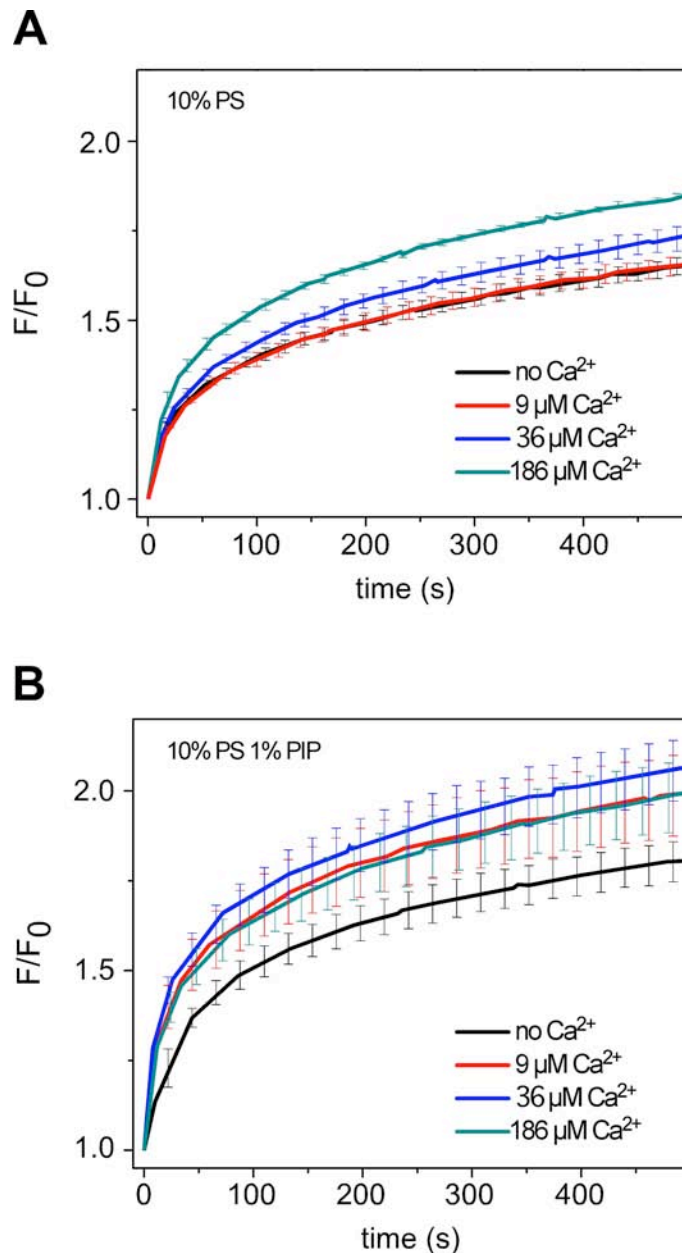 A
10% PS
2.0
1.5
1.0
F/F₀
no Ca²⁺
9 µM Ca²⁺
36 µM Ca²⁺
186 µM Ca²⁺
0
100
200
300
400
time (s)
B
10% PS 1% PIP
2.0
1.5
1.0
F/F₀
no Ca²⁺
9 µM Ca²⁺
36 µM Ca²⁺
186 µM Ca²⁺
0
100
200
300
400
time (s)